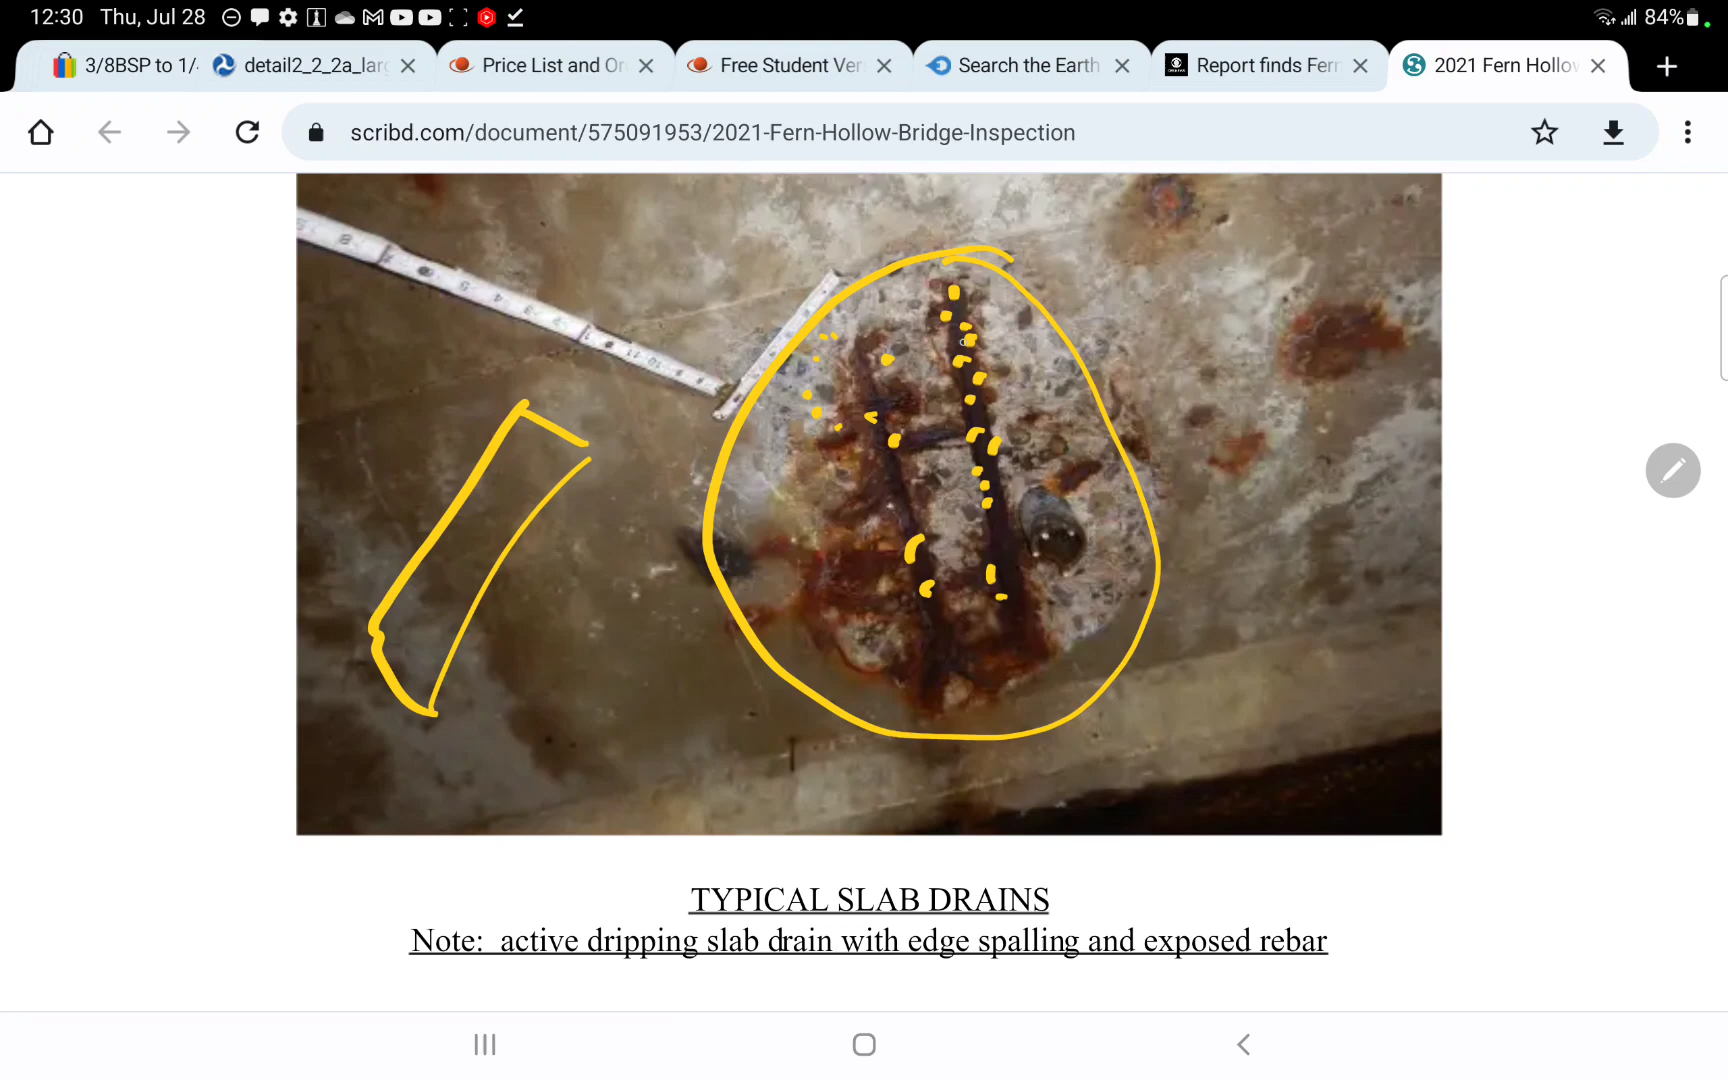 12:30 Thu, Jul 28 84%
3/8BSP to 1/ detail2_2_2a_lar Price List and Or Free Student Ver Search the Earth Report finds Fern 2021 Fern Hollow
scribd.com/document/575091953/2021-Fern-Hollow-Bridge-Inspection
TYPICAL SLAB DRAINS
Note: active dripping slab drain with edge spalling and exposed rebar